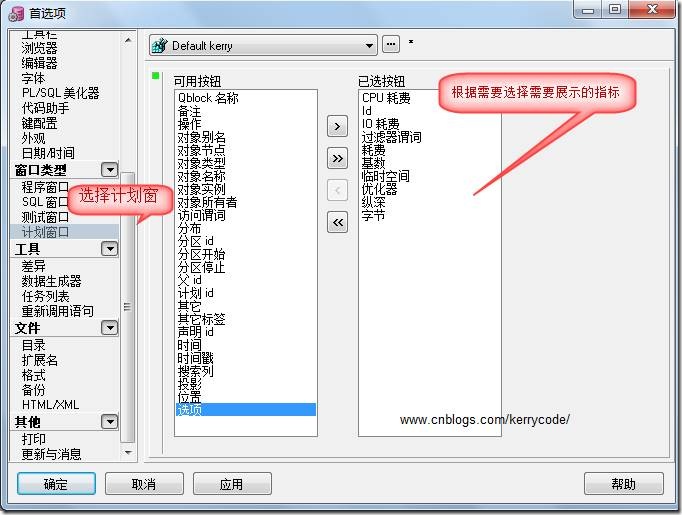 首选项
Default kerry
*
工具栏
浏览器
编辑器
字体
PL/SQL 美化器
代码助手
键配置
外观
日期/时间
窗口类型
程序窗口
SQL 窗口
测试窗口
计划窗口
工具
差异
数据生成器
任务列表
重新调用语句
文件
目录
扩展名
格式
备份
HTML/XML
其他
打印
更新与消息
选择计划窗
可用按钮
Qblock 名称
备注
操作
对象别名
对象节点
对象类型
对象名称
对象实例
对象所有者
访问谓词
分布
分区 id
分区开始
分区停止
父 id
计划 id
其它
其它标签
声明 id
时间
时间戳
搜索列
投影
位置
选项
>
>>
<
<<
已选按钮
CPU 耗费
Id
IO 耗费
过滤器谓词
耗费
基数
临时空间
优化器
纵深
字节
根据需要选择需要展示的指标
www.cnblogs.com/kerrycode/
确定
取消
应用
帮助